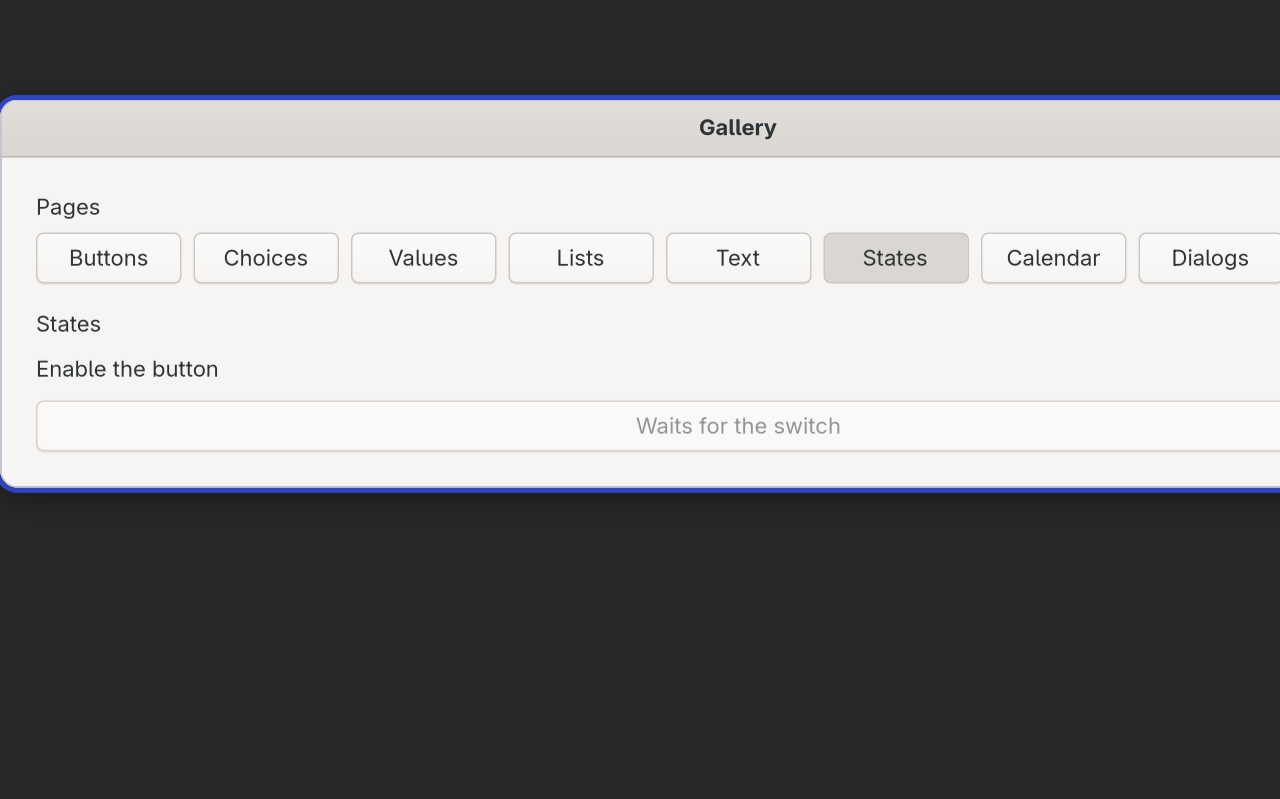 Gallery
Pages
Buttons Choices Values Lists Text States Calendar Dialogs
States
Enable the button
Waits for the switch